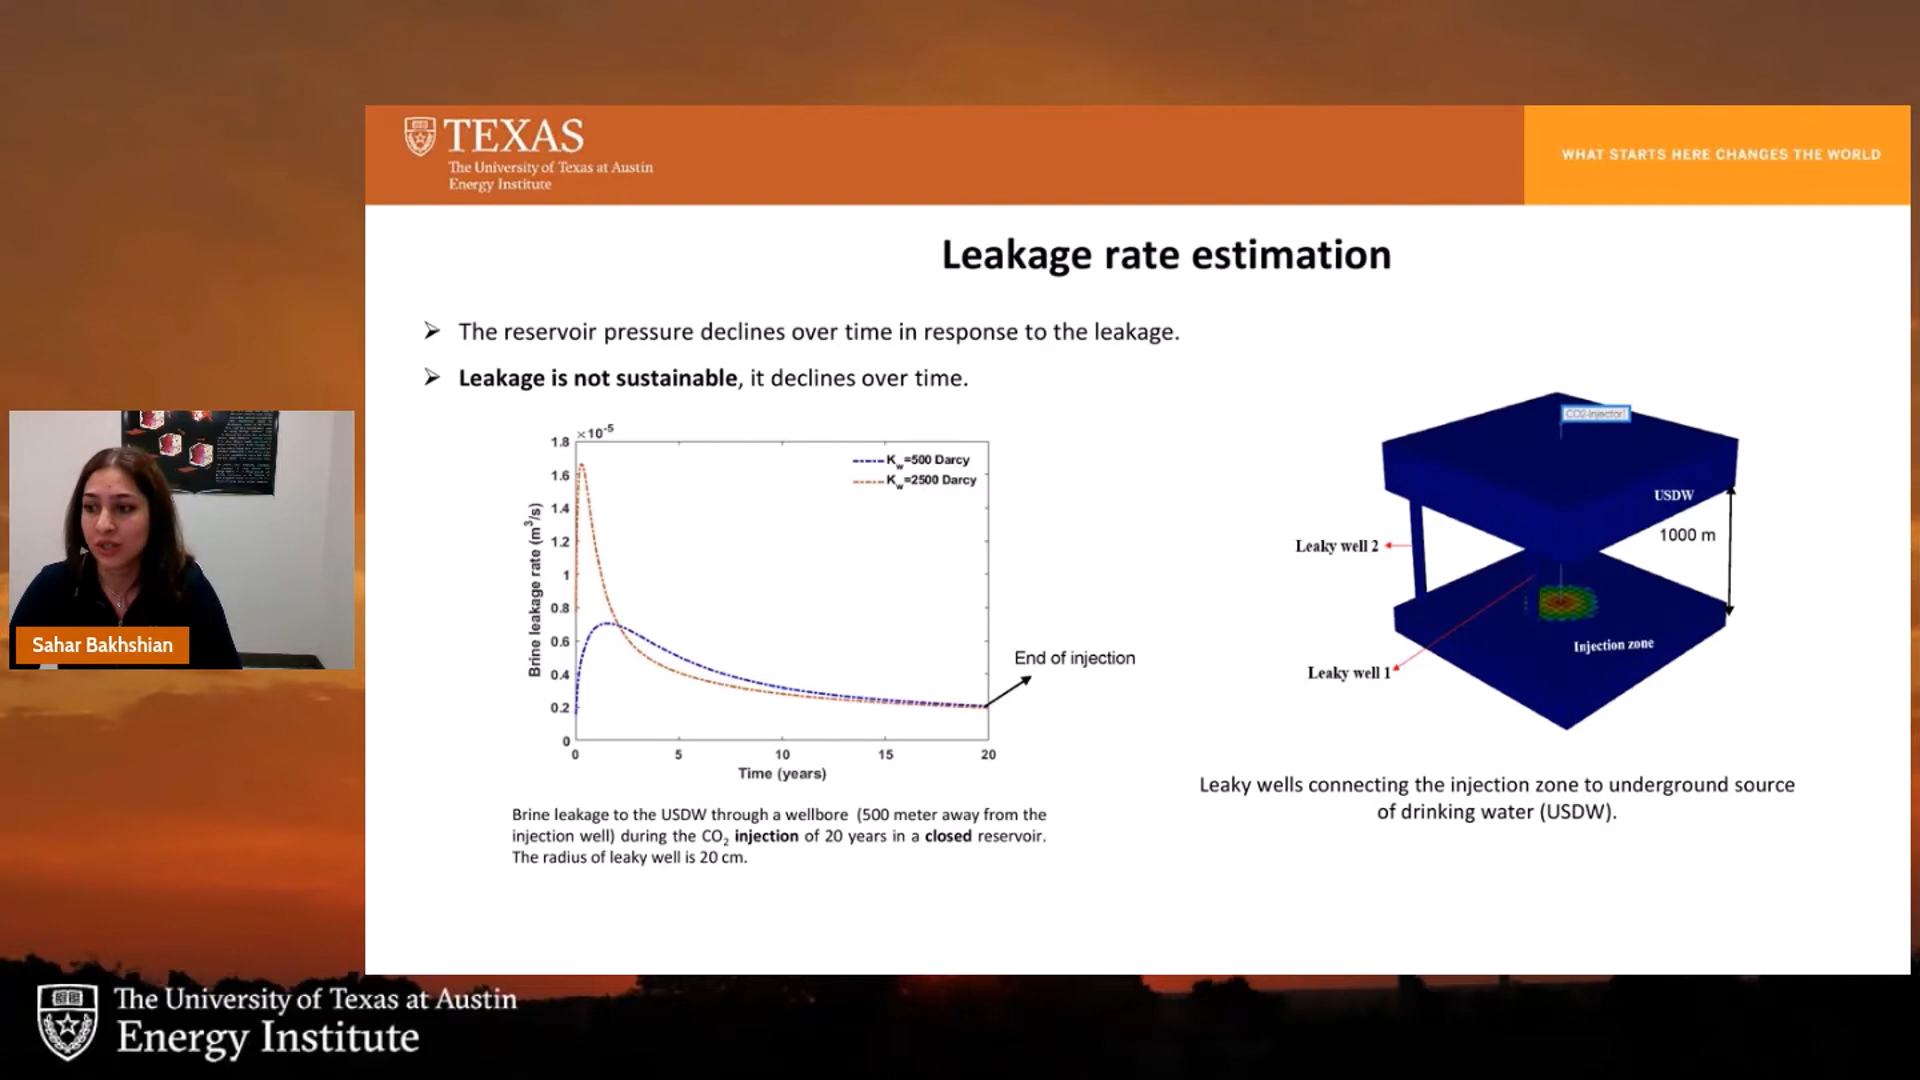 TEXAS
The University of Texas at Austin
Energy Institute
WHAT STARTS HERE CHANGES THE WORLD
Leakage rate estimation
➢ The reservoir pressure declines over time in response to the leakage.
➢ Leakage is not sustainable, it declines over time.
×10⁻⁵
1.8
1.6
1.4
1.2
1
0.8
0.6
0.4
0.2
0
Brine leakage rate (m³/s)
K_w=500 Darcy
K_w=2500 Darcy
0 5 10 15 20
Time (years)
End of injection
Brine leakage to the USDW through a wellbore (500 meter away from the
injection well) during the CO₂ injection of 20 years in a closed reservoir.
The radius of leaky well is 20 cm.
CO2-Injector1
USDW
1000 m
Leaky well 2
Injection zone
Leaky well 1
Leaky wells connecting the injection zone to underground source
of drinking water (USDW).
Sahar Bakhshian
The University of Texas at Austin
Energy Institute